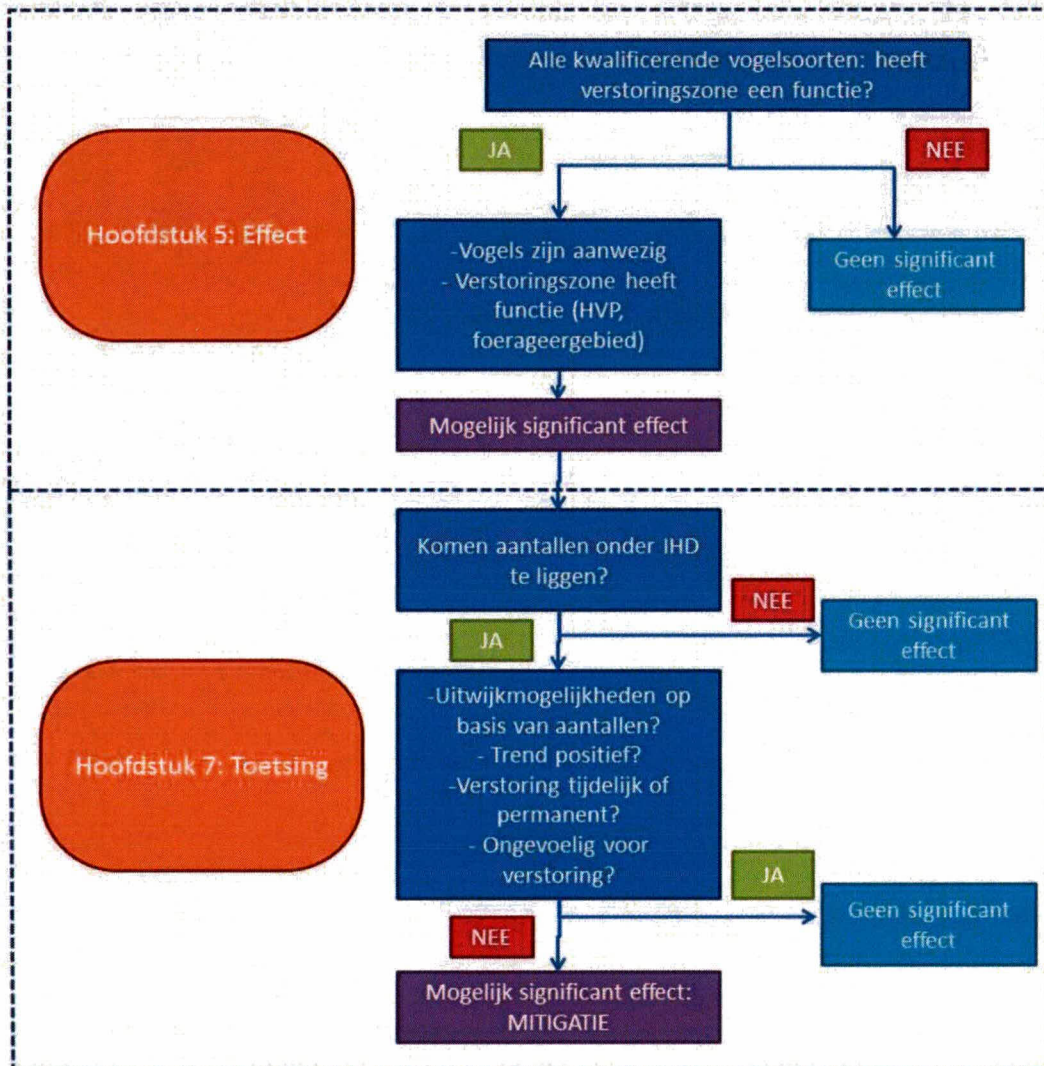 Alle kwalificerende vogelsoorten: heeft
verstoringszone een functie?
JA
NEE
Hoofdstuk 5: Effect
-Vogels zijn aanwezig
- Verstoringszone heeft
functie (HVP,
foerageergebied)
Geen significant
effect
Mogelijk significant effect
Komen aantallen onder IHD
te liggen?
NEE
JA
Geen significant
effect
Hoofdstuk 7: Toetsing
-Uitwijkmogelijkheden op
basis van aantallen?
- Trend positief?
-Verstoring tijdelijk of
permanent?
- Ongevoelig voor
verstoring?
JA
NEE
Geen significant
effect
Mogelijk significant effect:
MITIGATIE